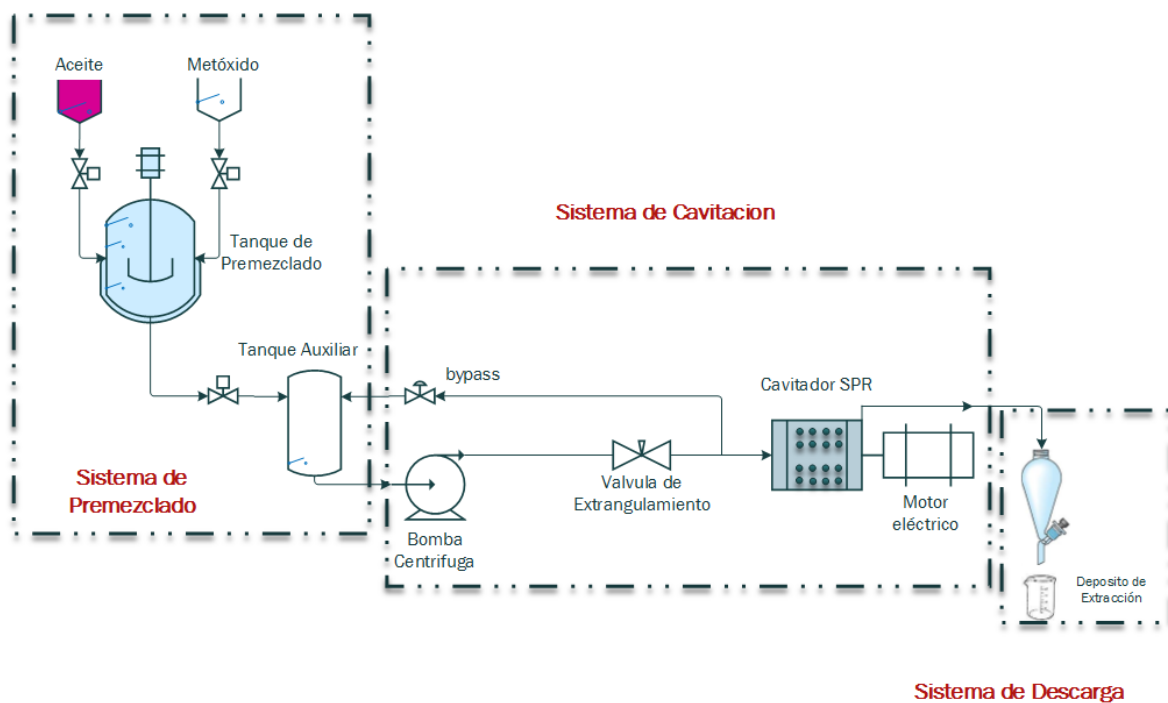 Aceite
Metóxido
Tanque de
Premezclado
Sistema de Cavitacion
Tanque Auxiliar
bypass
Cavitador SPR
Sistema de
Premezclado
Valvula de
Extrangulamiento
Motor
eléctrico
Bomba
Centrifuga
Deposito de
Extracción
Sistema de Descarga